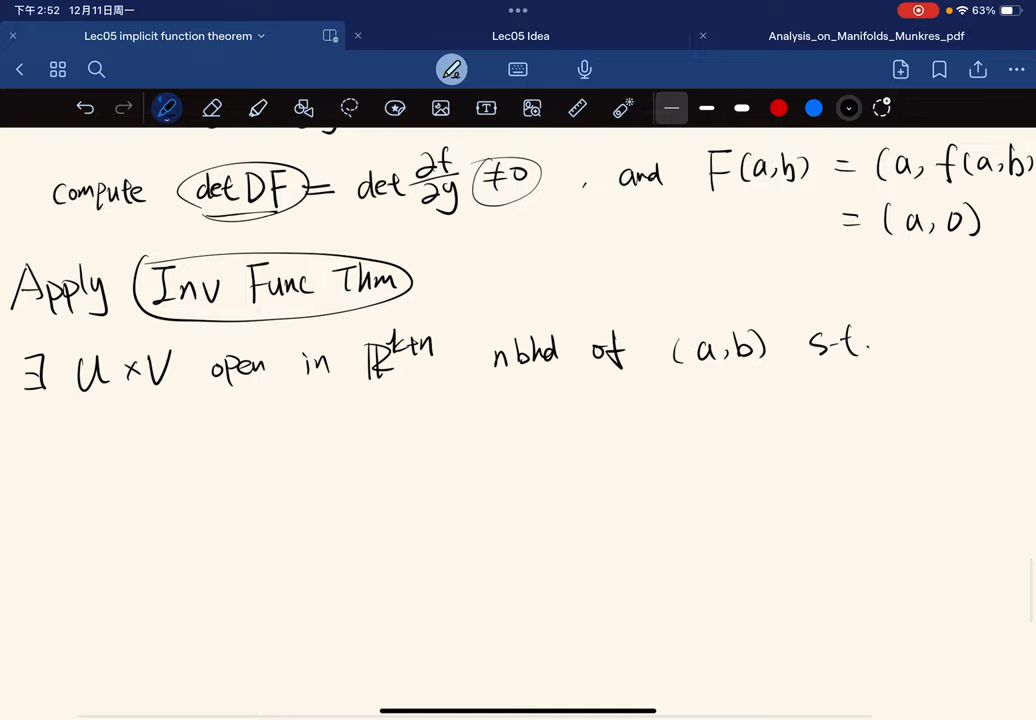 下午2:52 12月11日周一
63%
Lec05 implicit function theorem
Lec05 Idea
Analysis_on_Manifolds_Munkres_pdf
compute det DF = det ∂f/∂y ≠0 , and F(a,b) = (a, f(a,b)
= (a, 0)
Apply Inv Func Thm
∃ U×V open in ℝ^{k+n} nbhd of (a,b) s-t.